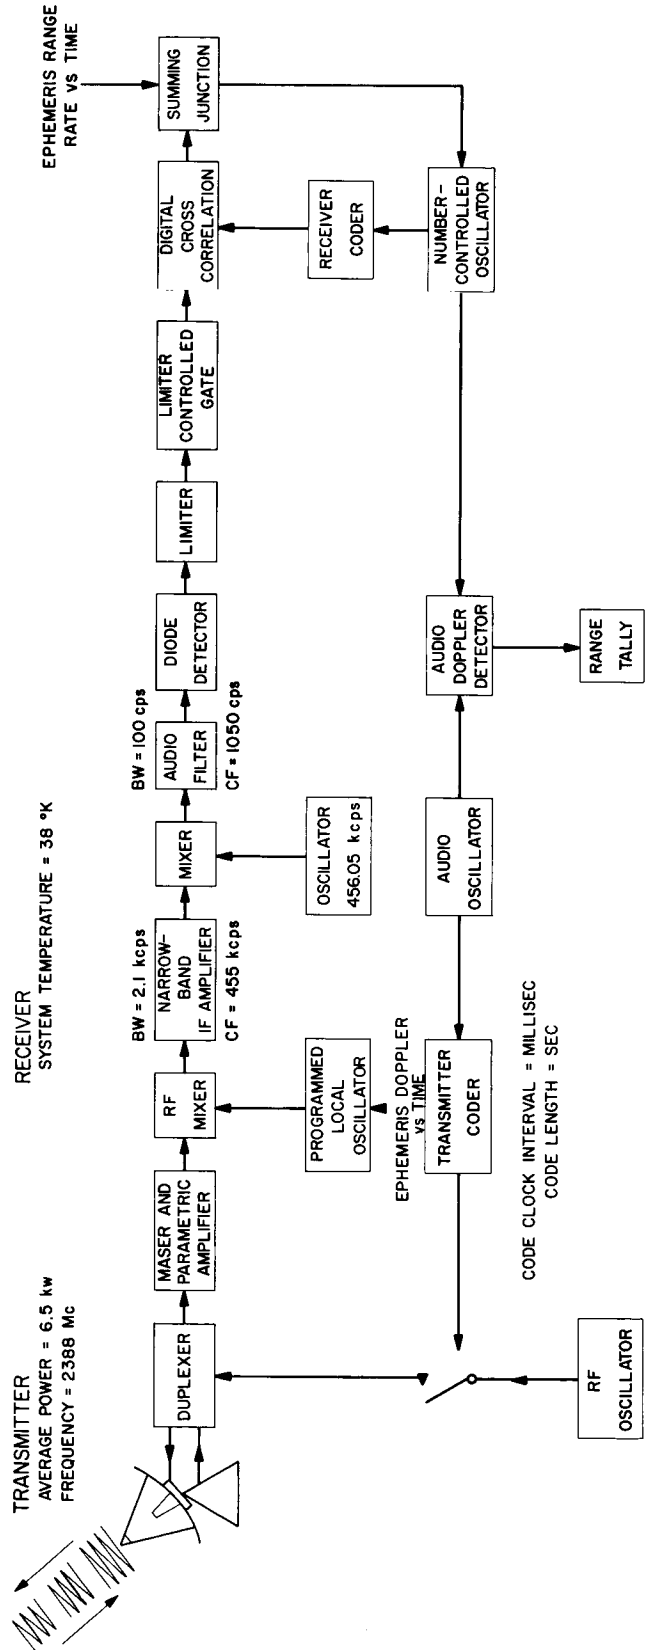 TRANSMITTER
AVERAGE POWER = 6.5 kw
FREQUENCY = 2388 Mc
RECEIVER
SYSTEM TEMPERATURE = 38 °K
EPHEMERIS RANGE
RATE vs TIME
DUPLEXER
MASER AND
PARAMETRIC
AMPLIFIER
RF
MIXER
BW = 2.1 kcps
NARROW-
BAND
IF AMPLIFIER
CF = 455 kcps
MIXER
BW = 100 cps
AUDIO
FILTER
CF = 1050 cps
DIODE
DETECTOR
LIMITER
LIMITER
CONTROLLED
GATE
DIGITAL
CROSS
CORRELATION
SUMMING
JUNCTION
PROGRAMMED
LOCAL
OSCILLATOR
EPHEMERIS DOPPLER
vs TIME
OSCILLATOR
456.05 kcps
RECEIVER
CODER
TRANSMITTER
CODER
CODE CLOCK INTERVAL = MILLISEC
CODE LENGTH = SEC
AUDIO
OSCILLATOR
AUDIO
DOPPLER
DETECTOR
NUMBER-
CONTROLLED
OSCILLATOR
RF
OSCILLATOR
RANGE
TALLY